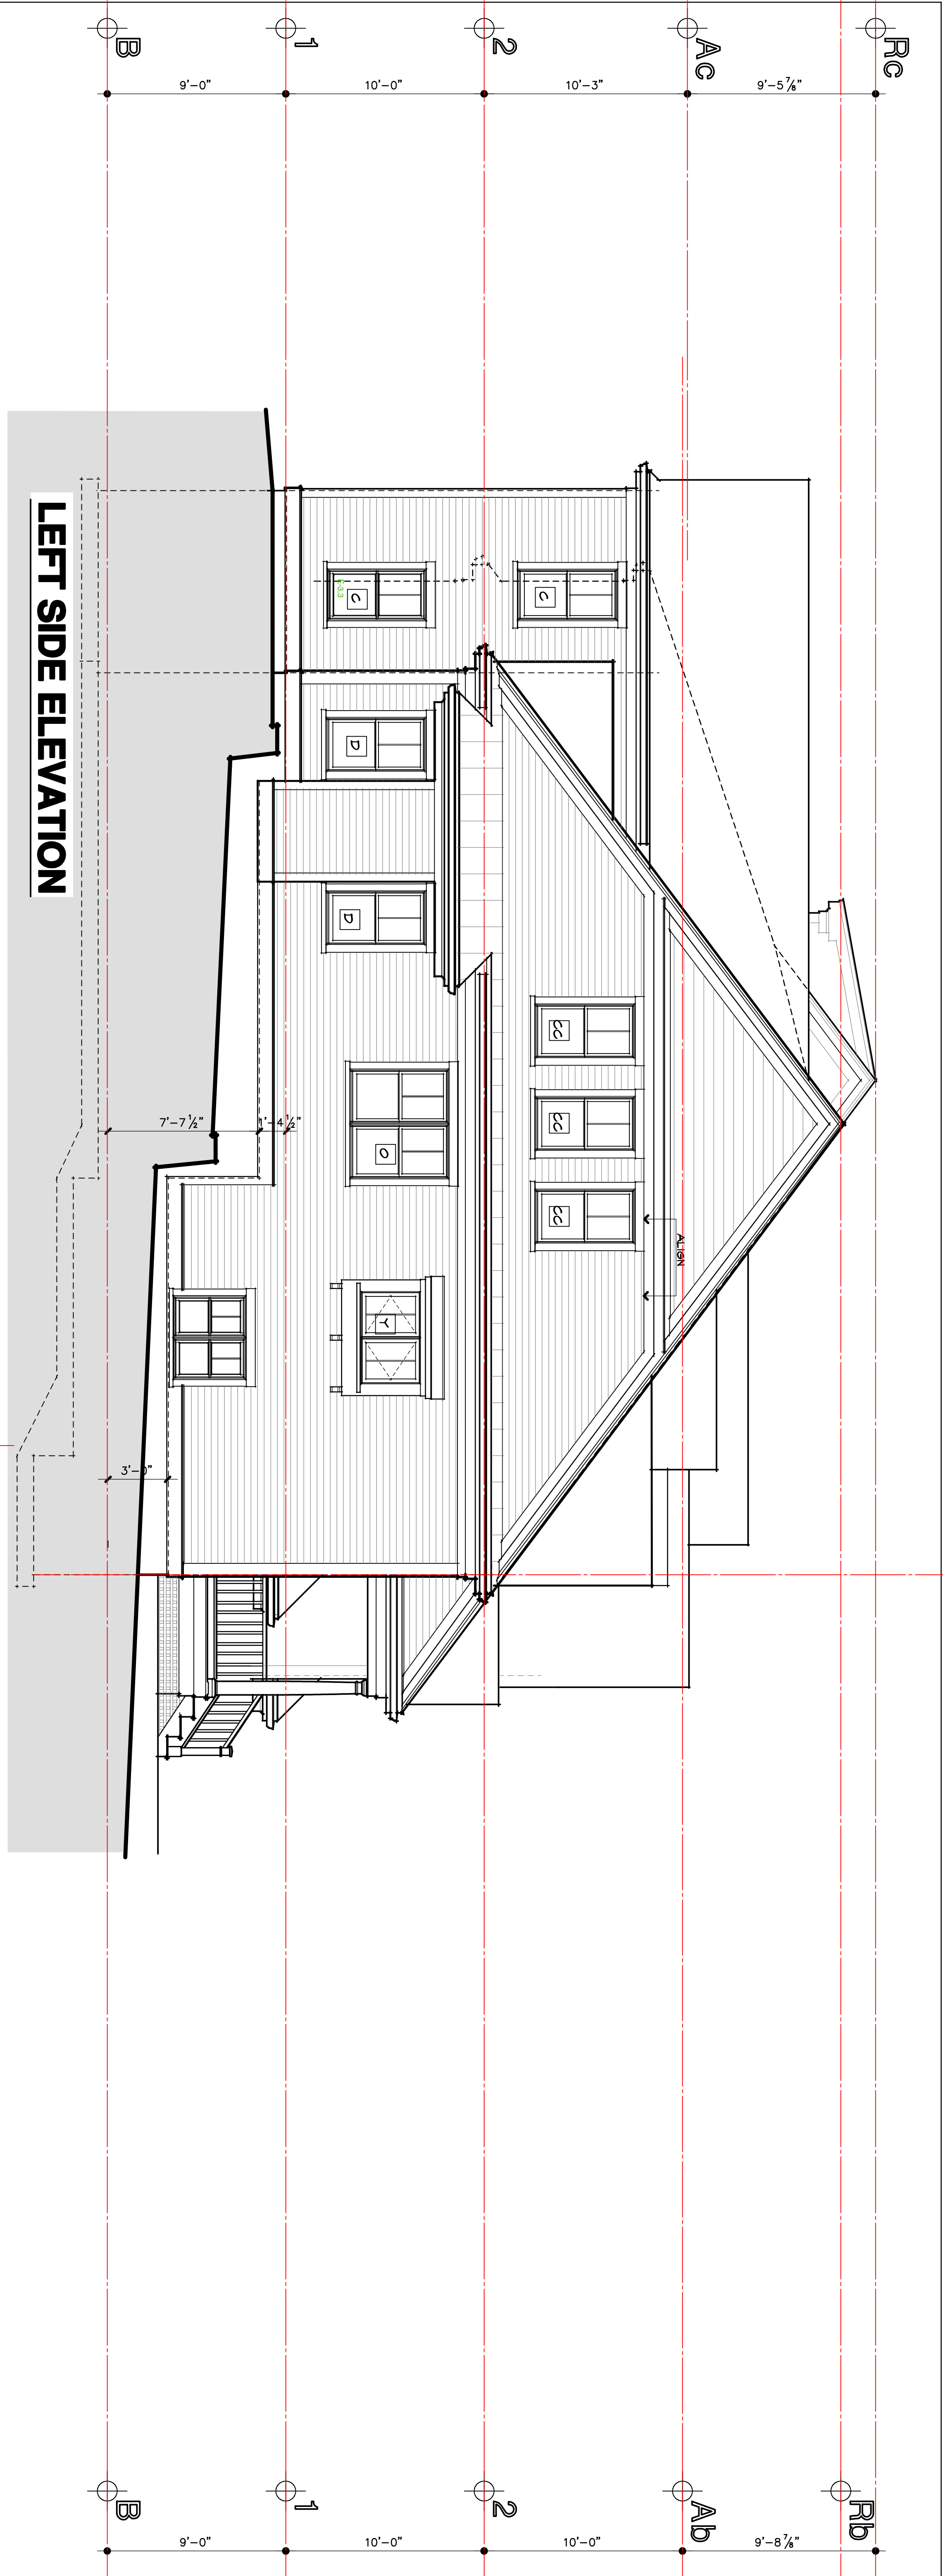 Rc
9'-5 7/8"
Ac
10'-3"
2
10'-0"
1
9'-0"
B
C
C
D
D
CC
CC
CC
ALIGN
O
Y
7'-7 1/2"
1'-4 1/2"
3'-0"
LEFT SIDE ELEVATION
Rb
9'-8 7/8"
Ab
10'-0"
2
10'-0"
1
9'-0"
B